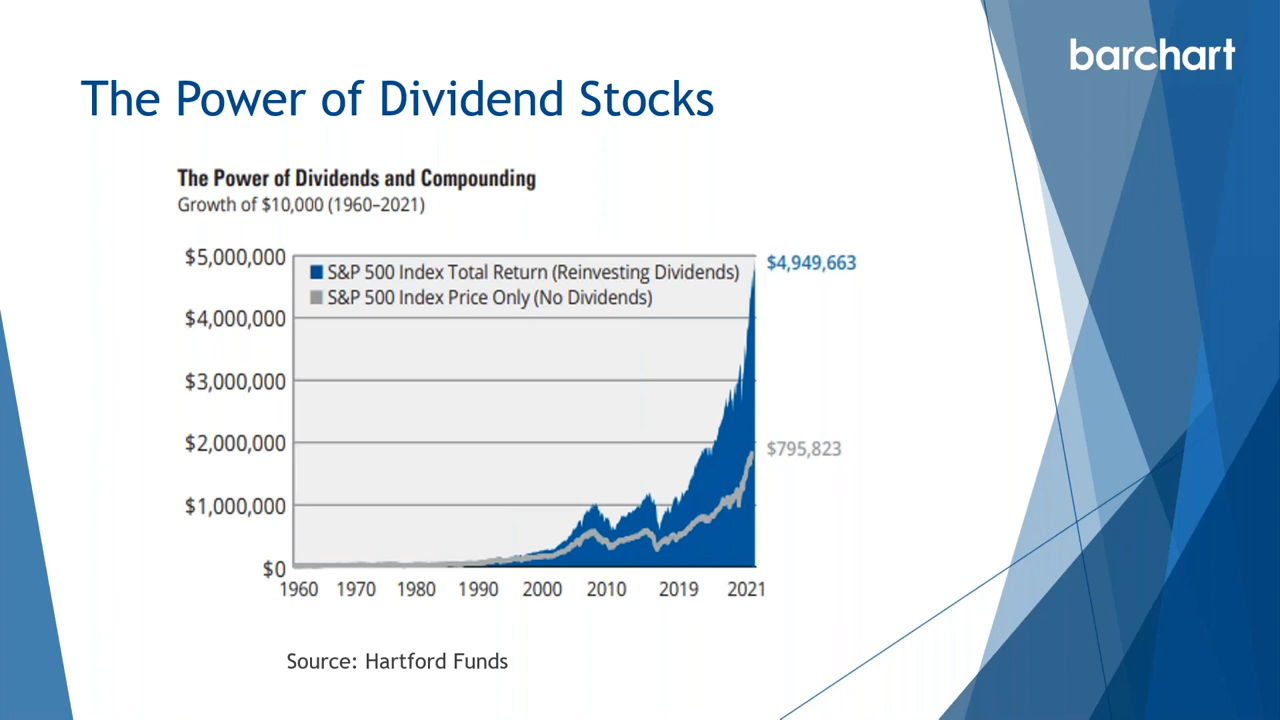 barchart
The Power of Dividend Stocks
The Power of Dividends and Compounding
Growth of $10,000 (1960–2021)
$5,000,000
$4,000,000
$3,000,000
$2,000,000
$1,000,000
$0
S&P 500 Index Total Return (Reinvesting Dividends)
S&P 500 Index Price Only (No Dividends)
$4,949,663
$795,823
1960 1970 1980 1990 2000 2010 2019 2021
Source: Hartford Funds